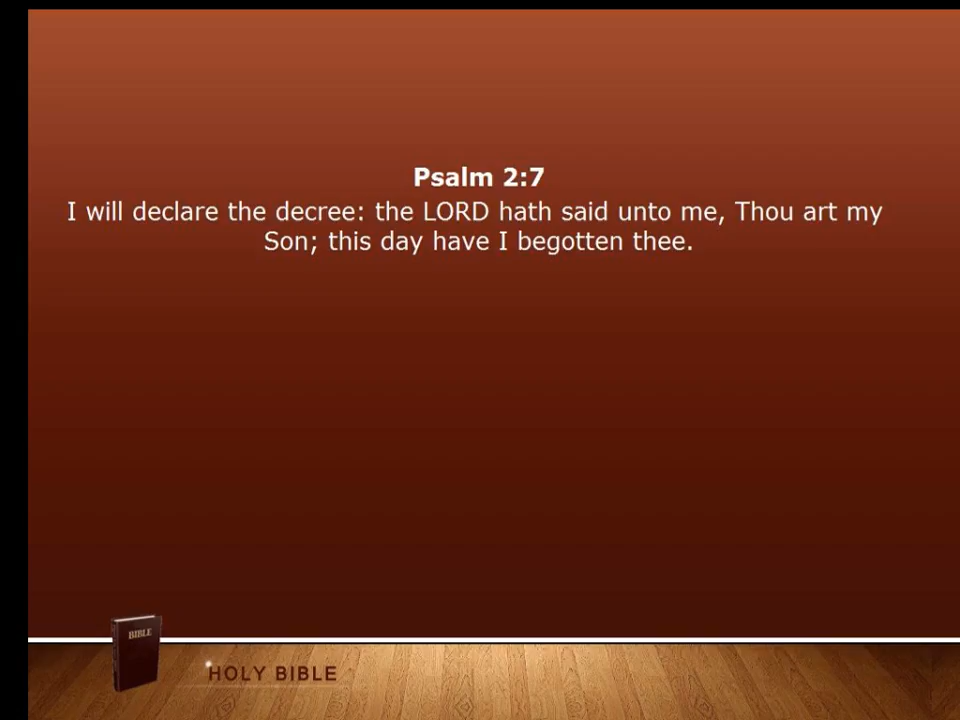 Psalm 2:7
I will declare the decree: the LORD hath said unto me, Thou art my
Son; this day have I begotten thee.
BIBLE
HOLY BIBLE